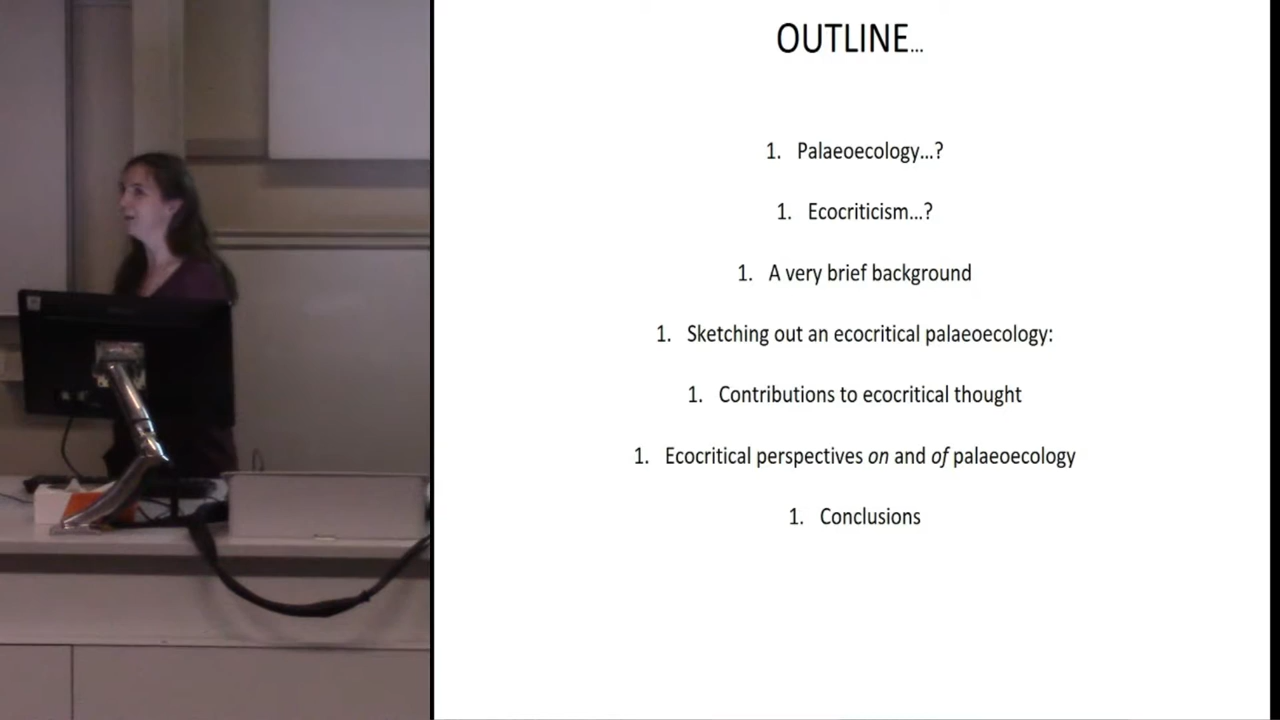 OUTLINE...
1. Palaeoecology...?
1. Ecocriticism...?
1. A very brief background
1. Sketching out an ecocritical palaeoecology:
1. Contributions to ecocritical thought
1. Ecocritical perspectives on and of palaeoecology
1. Conclusions